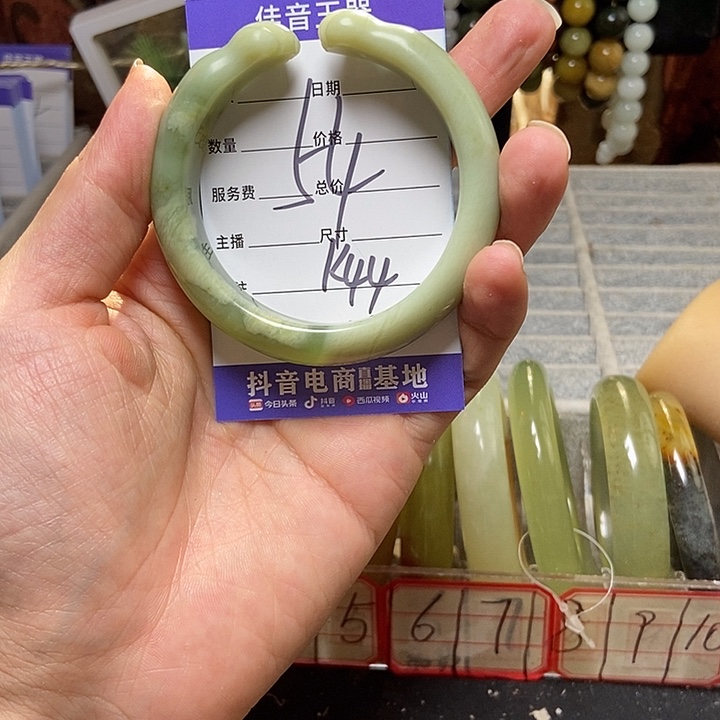 佳音玉器
日期
数量 价格
服务费 总价
主播 尺寸
54
K44
抖音电商直播基地
今日头条 抖音 西瓜视频 火山
5 6 7 8 9 10